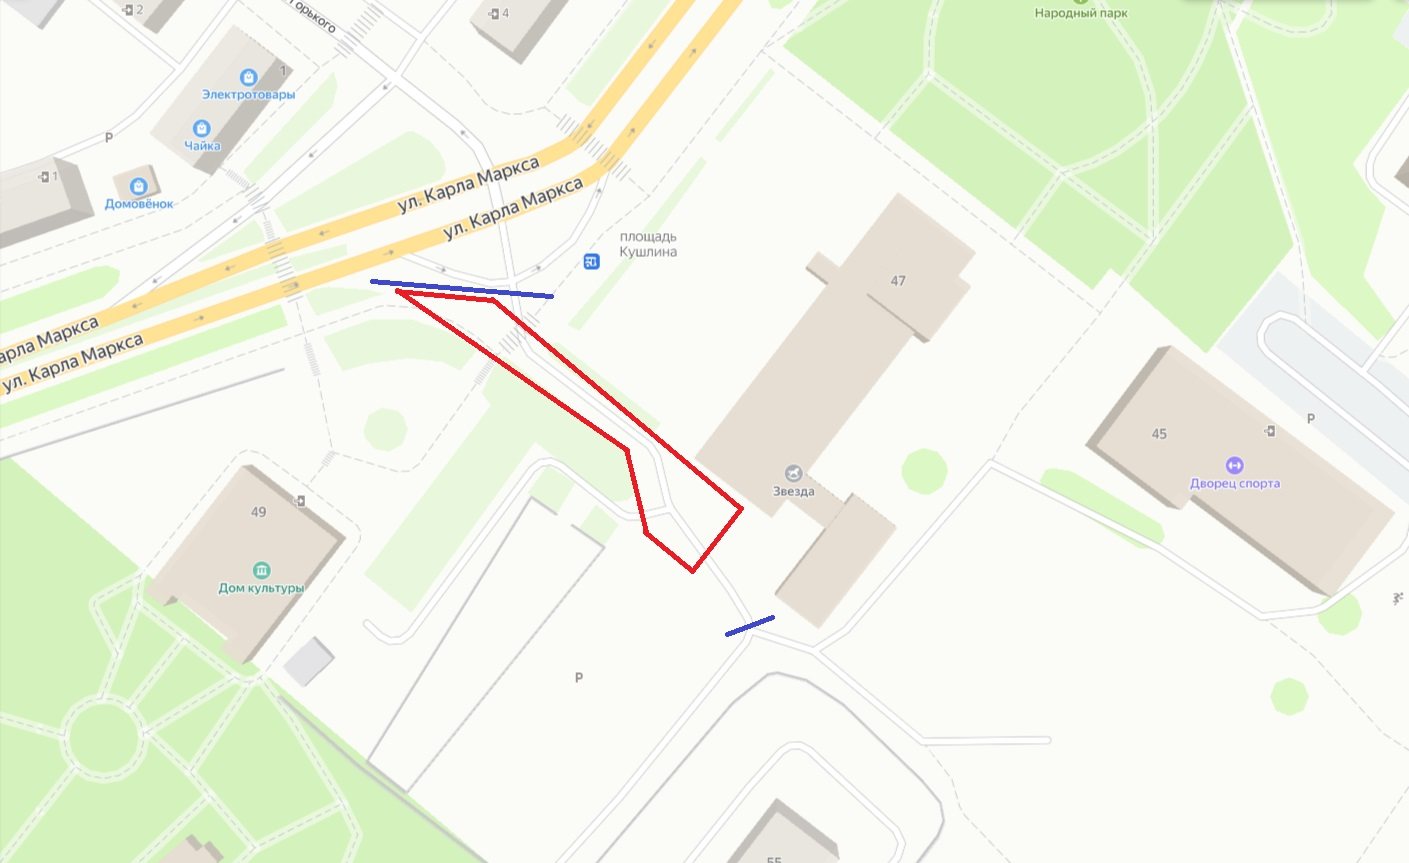 2
Горького
4
Народный парк
1
Электротовары
Чайка
P
1
Домовёнок
ул. Карла Маркса
ул. Карла Маркса
площадь
Кушлина
47
арла Маркса
ул. Карла Маркса
45
P
Дворец спорта
Звезда
49
Дом культуры
P
55